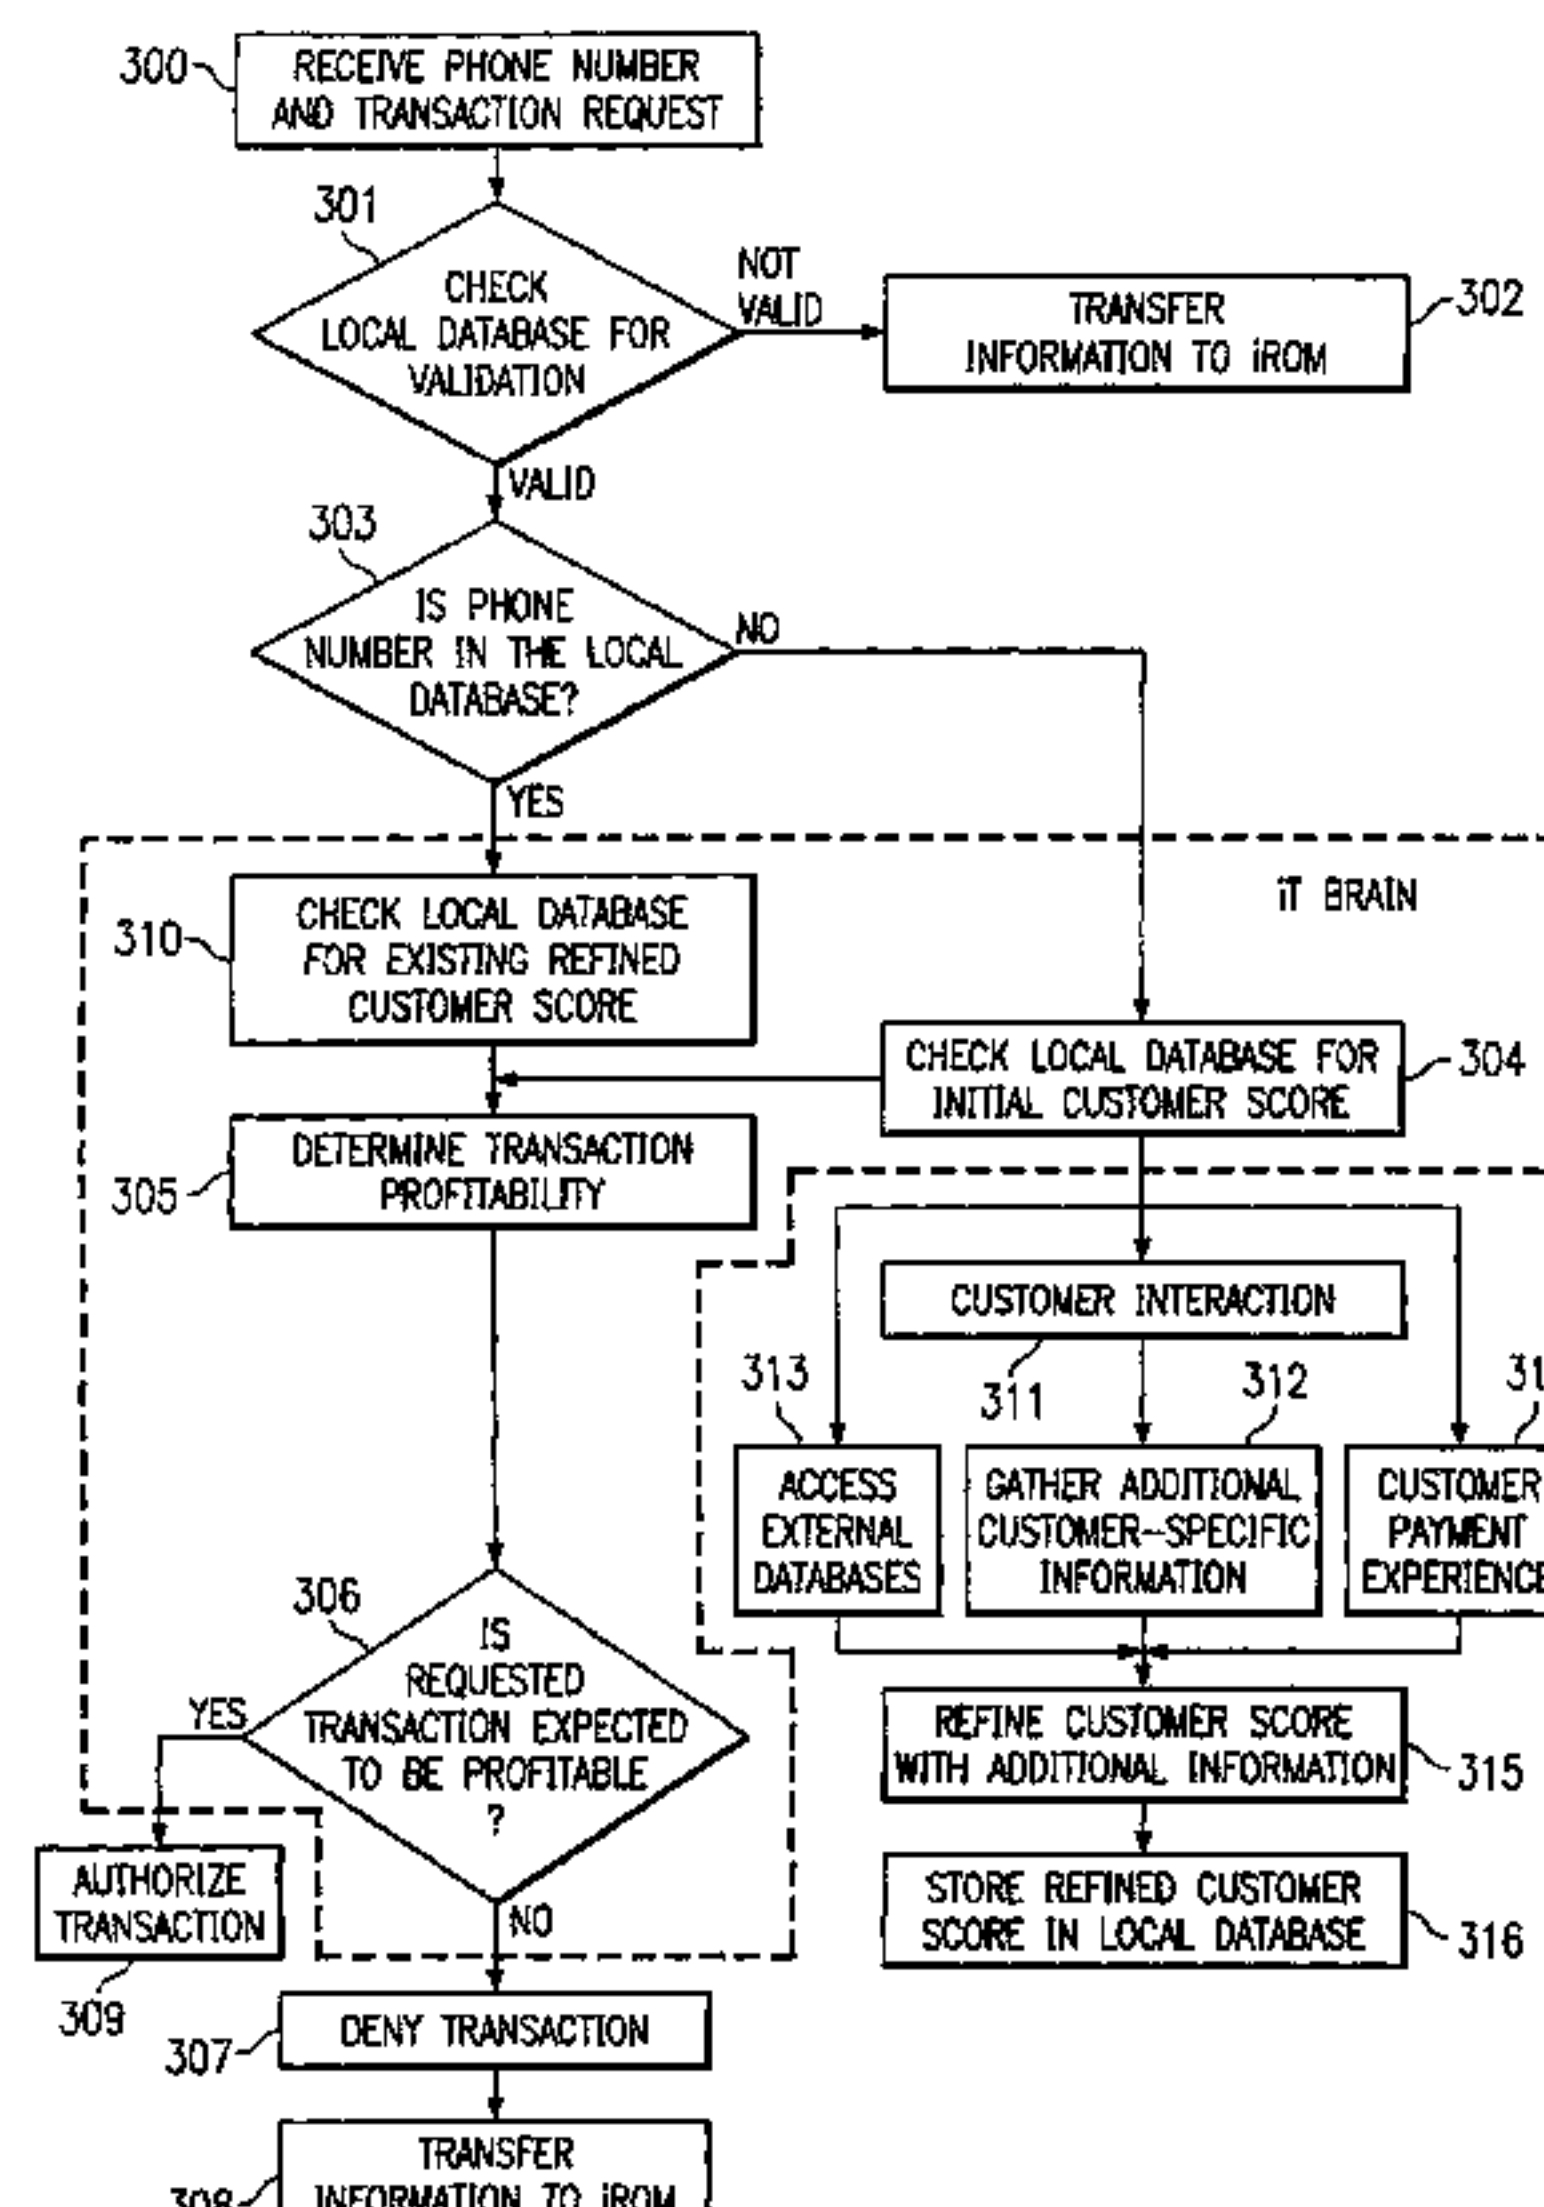 300
RECEIVE PHONE NUMBER
AND TRANSACTION REQUEST
301
CHECK
LOCAL DATABASE FOR
VALIDATION
NOT
VALID
TRANSFER
INFORMATION TO iROM
302
VALID
303
IS PHONE
NUMBER IN THE LOCAL
DATABASE?
NO
YES
iT BRAIN
310
CHECK LOCAL DATABASE
FOR EXISTING REFINED
CUSTOMER SCORE
CHECK LOCAL DATABASE FOR
INITIAL CUSTOMER SCORE
304
305
DETERMINE TRANSACTION
PROFITABILITY
CUSTOMER INTERACTION
311
313
312
ACCESS
EXTERNAL
DATABASES
GATHER ADDITIONAL
CUSTOMER-SPECIFIC
INFORMATION
CUSTOMER
PAYMENT
EXPERIENCE
306
IS
REQUESTED
TRANSACTION EXPECTED
TO BE PROFITABLE
?
YES
NO
REFINE CUSTOMER SCORE
WITH ADDITIONAL INFORMATION
315
STORE REFINED CUSTOMER
SCORE IN LOCAL DATABASE
316
AUTHORIZE
TRANSACTION
309
DENY TRANSACTION
307
TRANSFER
INFORMATION TO iROM
308